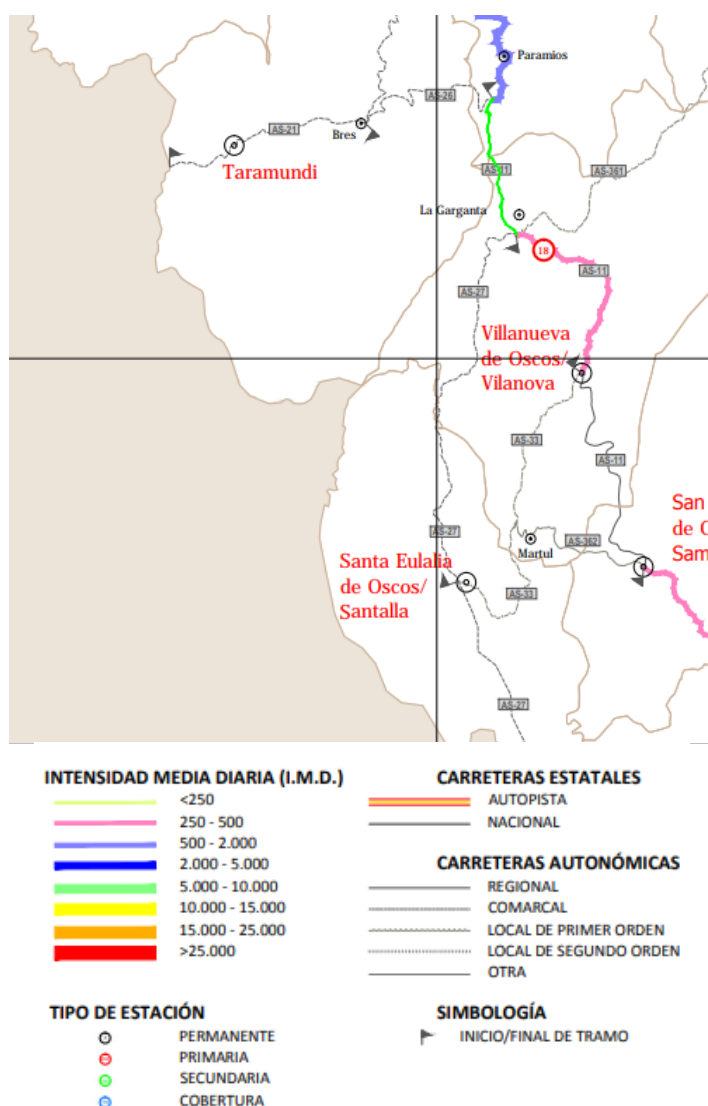 Paramios
AS-26
AS-21
Bres
Taramundi
AS-11
AS-361
La Garganta
18
AS-11
AS-27
Villanueva
de Oscos/
Vilanova
AS-33
AS-11
San
de O
Sam
AS-27
Martul
AS-362
Santa Eulalia
de Oscos/
Santalla
AS-33
AS-27
INTENSIDAD MEDIA DIARIA (I.M.D.)
<250
250 - 500
500 - 2.000
2.000 - 5.000
5.000 - 10.000
10.000 - 15.000
15.000 - 25.000
>25.000
CARRETERAS ESTATALES
AUTOPISTA
NACIONAL
CARRETERAS AUTONÓMICAS
REGIONAL
COMARCAL
LOCAL DE PRIMER ORDEN
LOCAL DE SEGUNDO ORDEN
OTRA
TIPO DE ESTACIÓN
PERMANENTE
PRIMARIA
SECUNDARIA
COBERTURA
SIMBOLOGÍA
INICIO/FINAL DE TRAMO